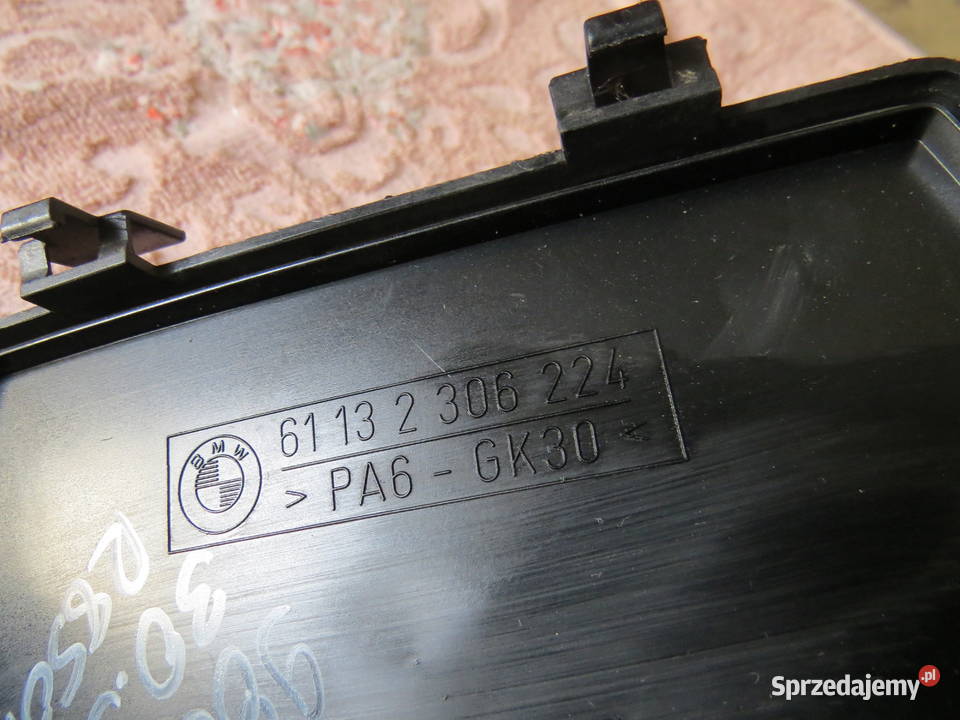 BMW
61 13 2 306 224
> PA6 - GK30 <
Sprzedajemy.pl